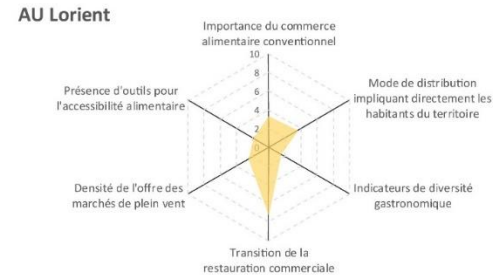 AU Lorient
Importance du commerce
alimentaire conventionnel
10
8
6
4
2
0
Mode de distribution
impliquant directement les
habitants du territoire
Indicateurs de diversité
gastronomique
Transition de la
restauration commerciale
Densité de l'offre des
marchés de plein vent
Présence d'outils pour
l'accessibilité alimentaire